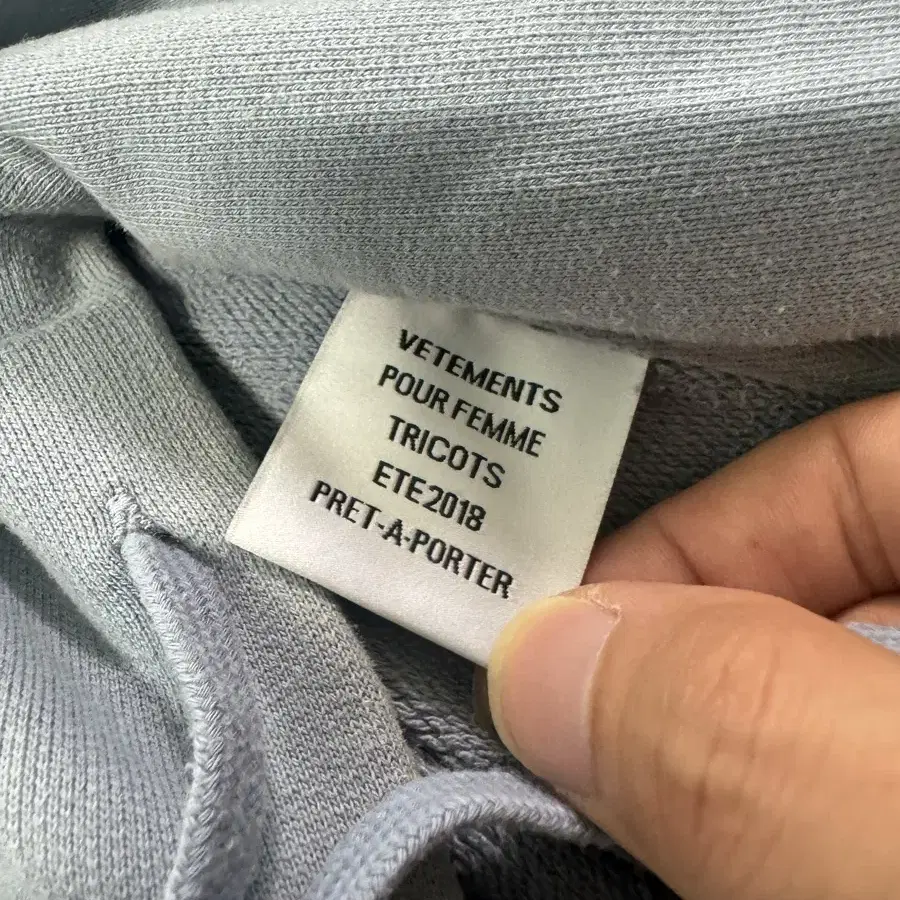 VETEMENTS
POUR FEMME
TRICOTS
ETE2018
PRET-A-PORTER